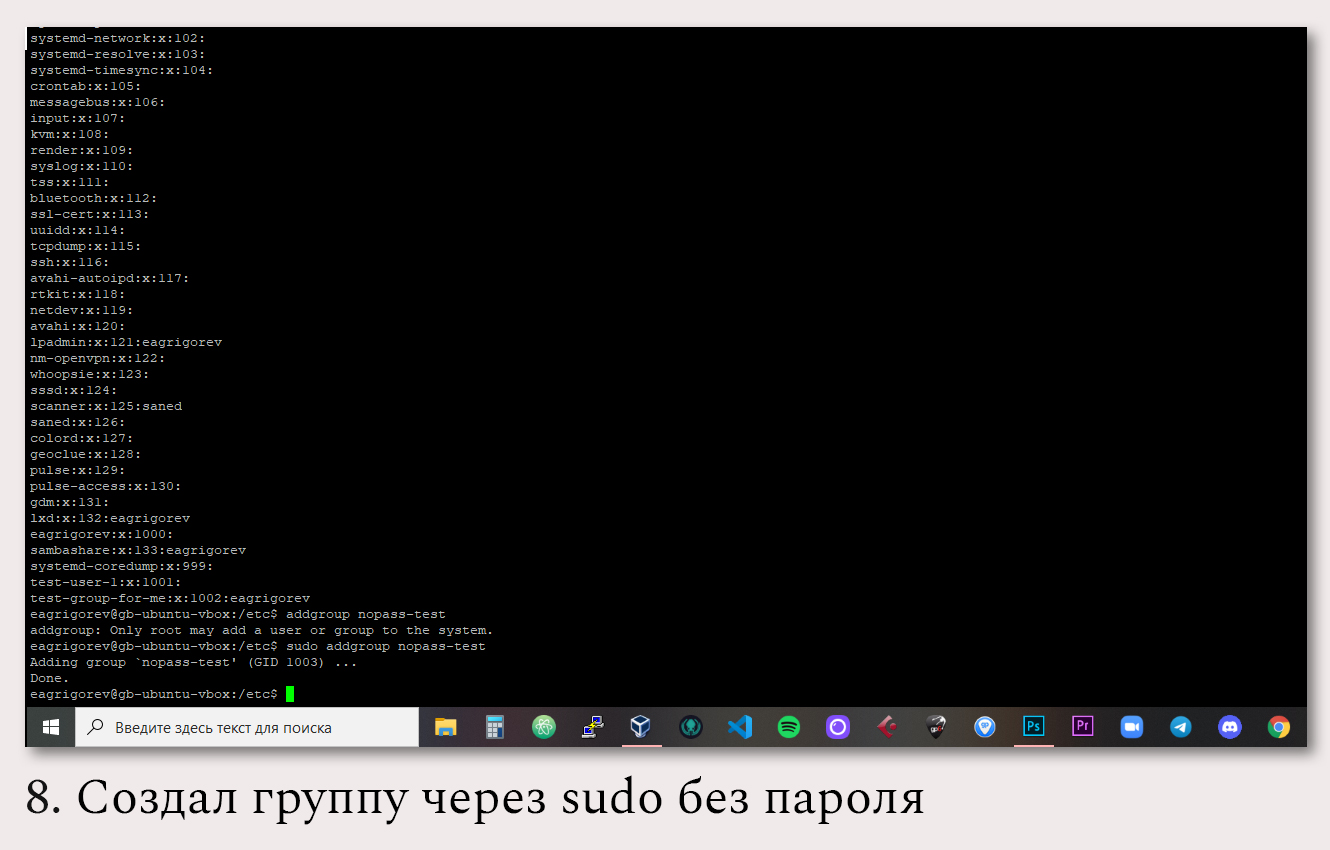 systemd-network:x:102:
systemd-resolve:x:103:
systemd-timesync:x:104:
crontab:x:105:
messagebus:x:106:
input:x:107:
kvm:x:108:
render:x:109:
syslog:x:110:
tss:x:111:
bluetooth:x:112:
ssl-cert:x:113:
uuidd:x:114:
tcpdump:x:115:
ssh:x:116:
avahi-autoipd:x:117:
rtkit:x:118:
netdev:x:119:
avahi:x:120:
lpadmin:x:121:eagrigorev
nm-openvpn:x:122:
whoopsie:x:123:
sssd:x:124:
scanner:x:125:saned
saned:x:126:
colord:x:127:
geoclue:x:128:
pulse:x:129:
pulse-access:x:130:
gdm:x:131:
lxd:x:132:eagrigorev
eagrigorev:x:1000:
sambashare:x:133:eagrigorev
systemd-coredump:x:999:
test-user-1:x:1001:
test-group-for-me:x:1002:eagrigorev
eagrigorev@gb-ubuntu-vbox:/etc$ addgroup nopass-test
addgroup: Only root may add a user or group to the system.
eagrigorev@gb-ubuntu-vbox:/etc$ sudo addgroup nopass-test
Adding group `nopass-test' (GID 1003) ...
Done.
eagrigorev@gb-ubuntu-vbox:/etc$
Введите здесь текст для поиска
Ps
Pr
8. Создал группу через sudo без пароля